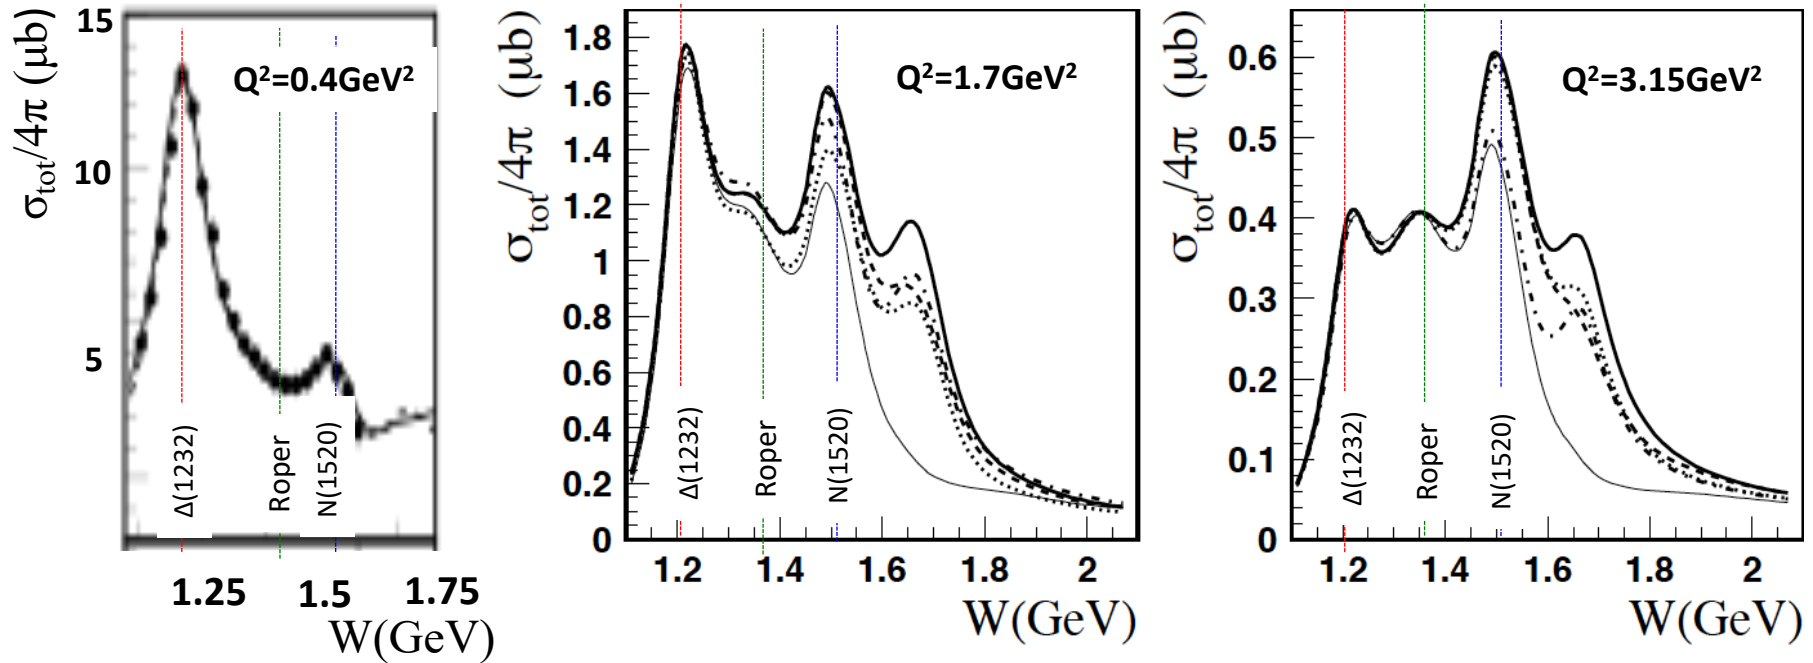 σtot/4π (μb)
15
10
5
Q²=0.4GeV²
Δ(1232)
Roper
N(1520)
1.25 1.5 1.75
W(GeV)
σtot/4π (μb)
1.8
1.6
1.4
1.2
1
0.8
0.6
0.4
0.2
0
Q²=1.7GeV²
Δ(1232)
Roper
N(1520)
1.2 1.4 1.6 1.8 2
W(GeV)
σtot/4π (μb)
0.6
0.5
0.4
0.3
0.2
0.1
0
Q²=3.15GeV²
Δ(1232)
Roper
N(1520)
1.2 1.4 1.6 1.8 2
W(GeV)